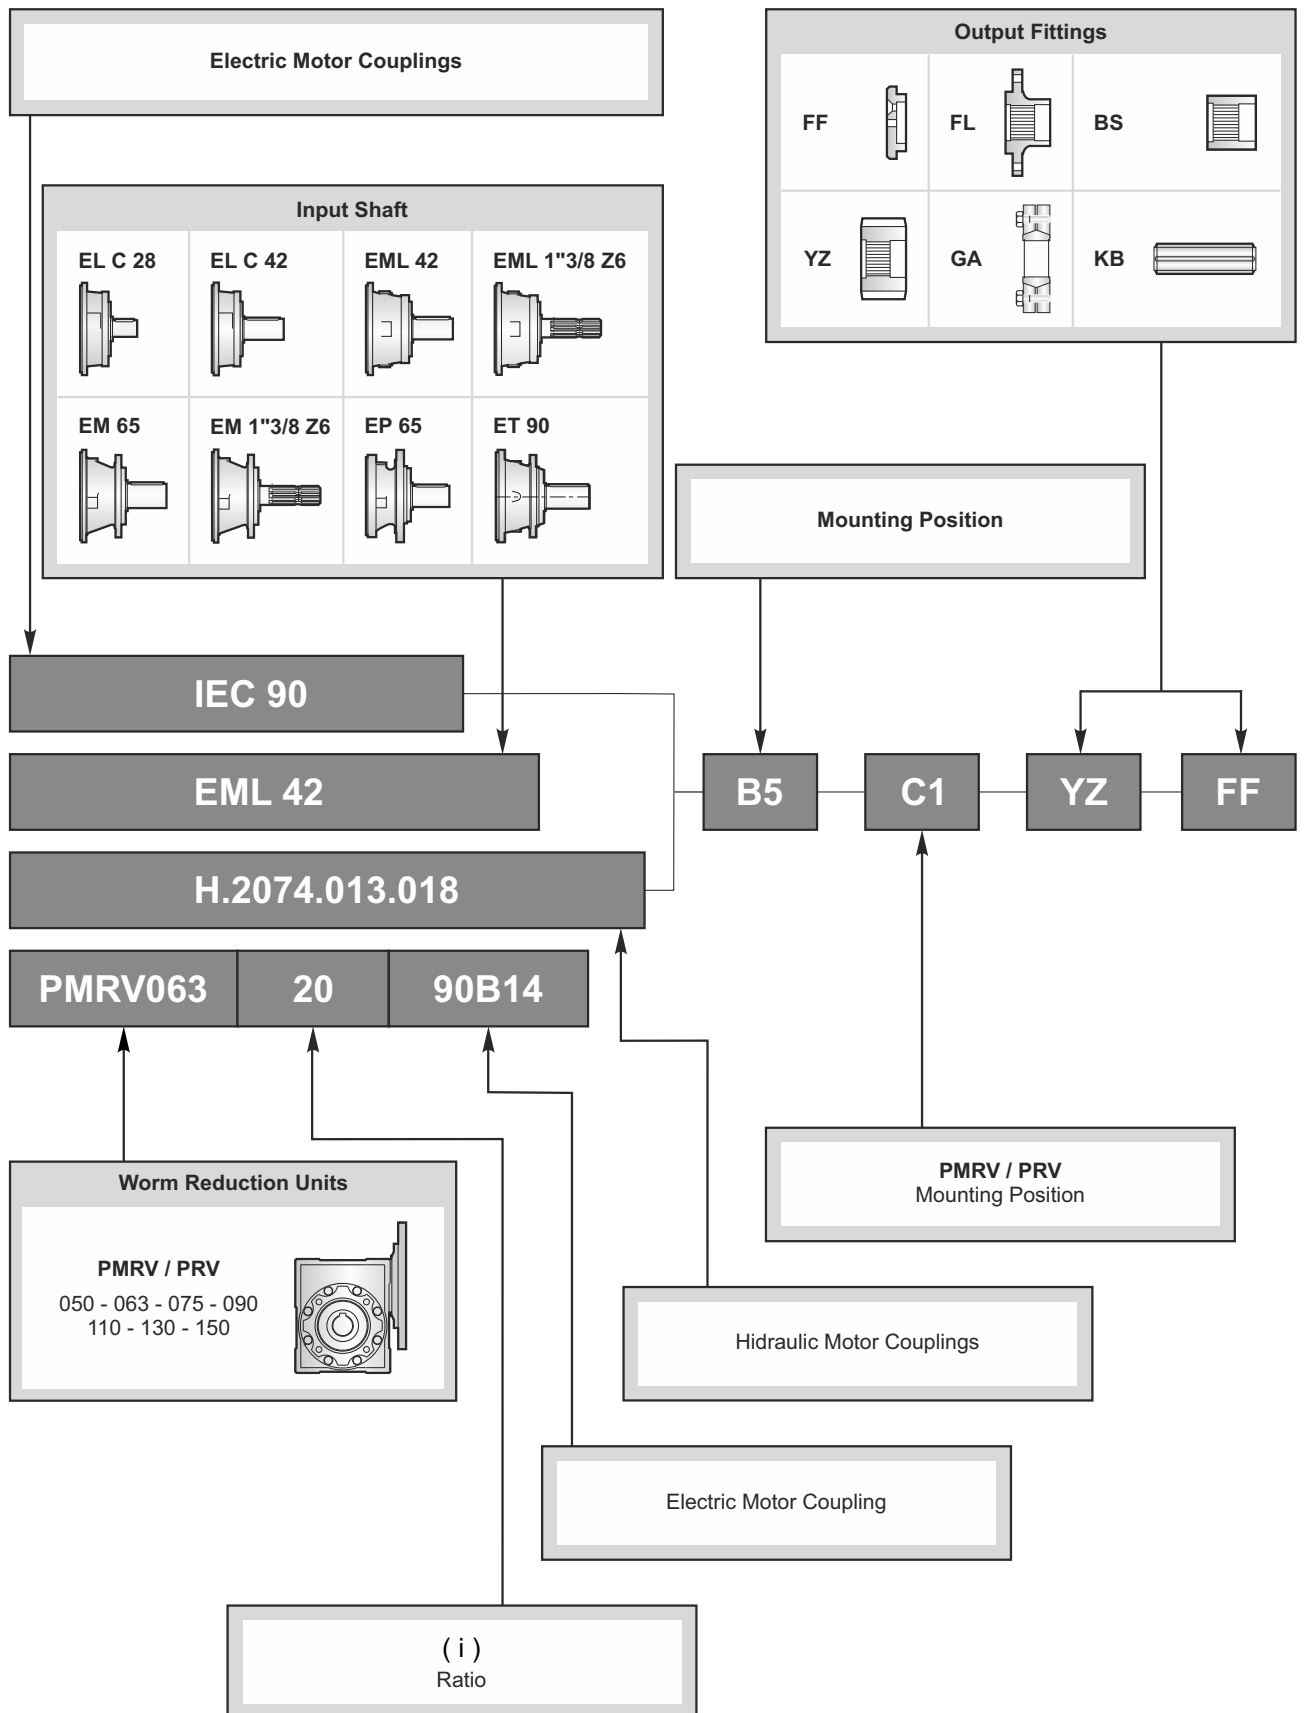 Electric Motor Couplings
Output Fittings
FF
FL
BS
YZ
GA
KB
Input Shaft
EL C 28
EL C 42
EML 42
EML 1"3/8 Z6
EM 65
EM 1"3/8 Z6
EP 65
ET 90
Mounting Position
IEC 90
EML 42
B5
C1
YZ
FF
H.2074.013.018
PMRV063
20
90B14
Worm Reduction Units
PMRV / PRV
050 - 063 - 075 - 090
110 - 130 - 150
PMRV / PRV
Mounting Position
Hidraulic Motor Couplings
Electric Motor Coupling
( i )
Ratio